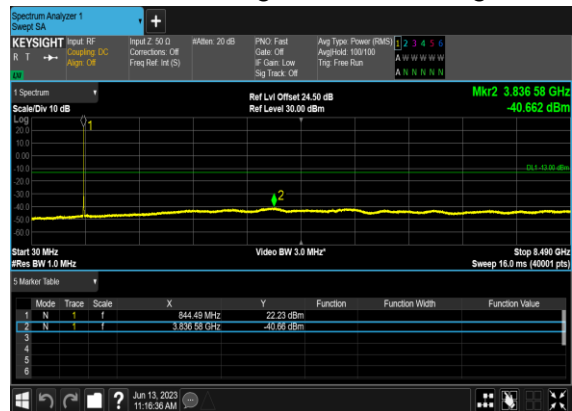 Spectrum Analyzer 1
Swept SA
+
KEYSIGHT Input: RF Input Z: 50 Ω #Atten: 20 dB PNO: Fast Avg Type: Power (RMS) 1 2 3 4 5 6
R T Coupling: DC Corrections: Off Gate: Off Avg|Hold: 100/100 A W W W W W
Align: Off Freq Ref: Int (S) IF Gain: Low Trig: Free Run
Sig Track: Off A N N N N N
1 Spectrum Ref Lvl Offset 24.50 dB Mkr2 3.836 58 GHz
Scale/Div 10 dB Ref Level 30.00 dBm -40.662 dBm
Log
1
20.0
10.0
0.00
-10.0 DL1 -13.00 dBm
-20.0
-30.0
2
-40.0
-50.0
-60.0
Start 30 MHz Video BW 3.0 MHz* Stop 8.490 GHz
#Res BW 1.0 MHz Sweep 16.0 ms (40001 pts)
5 Marker Table
Mode Trace Scale X Y Function Function Width Function Value
1 N 1 f 844.49 MHz 22.23 dBm
2 N 1 f 3.836 58 GHz -40.66 dBm
3
4
5
6
? Jun 13, 2023
11:16:36 AM